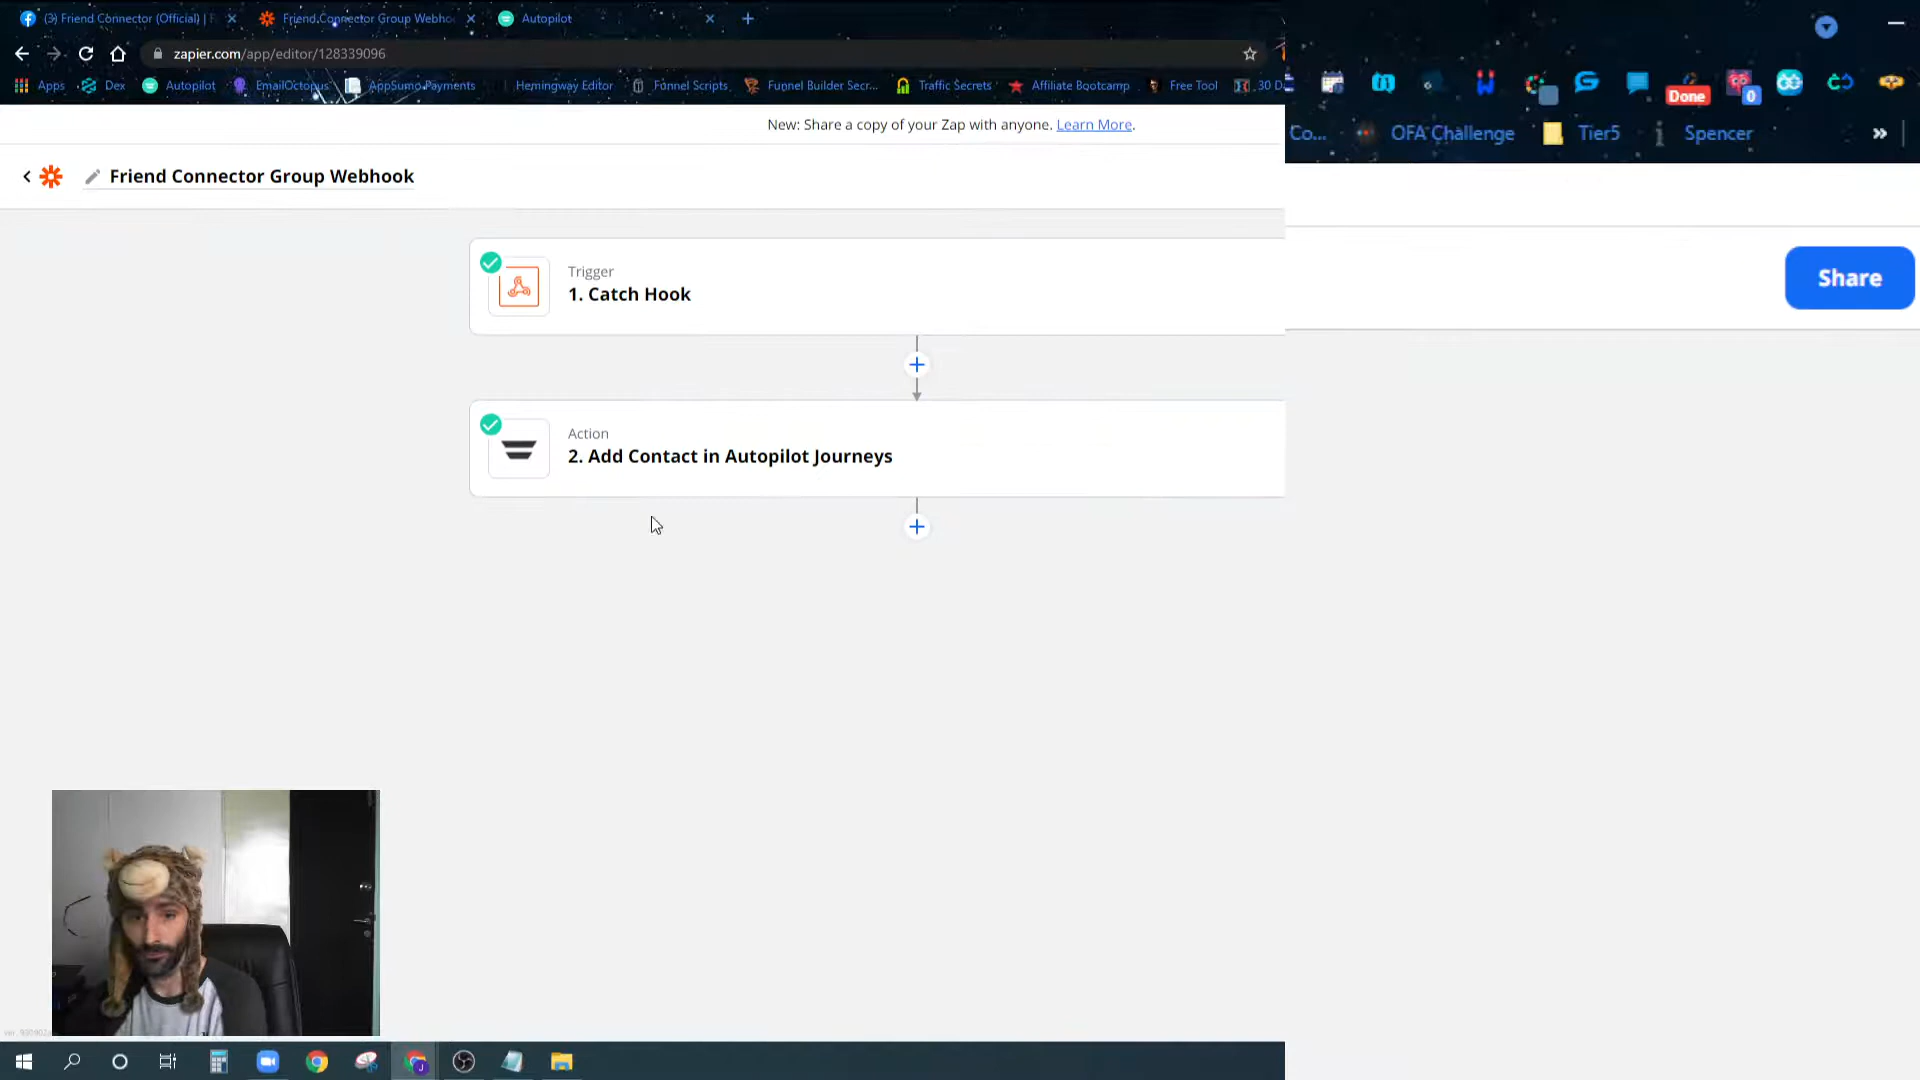 (3) Friend Connector (Official) | F
Friend Connector Group Webho
Autopilot
zapier.com/app/editor/128339096
Apps
Dex
Autopilot
EmailOctopus
AppSumo Payments
Hemingway Editor
Funnel Scripts
Funnel Builder Secr...
Traffic Secrets
Affiliate Bootcamp
Free Tool
30 D
Done
0
Co...
OFA Challenge
Tier5
Spencer
»
New: Share a copy of your Zap with anyone. Learn More.
Friend Connector Group Webhook
Share
Trigger
1. Catch Hook
Action
2. Add Contact in Autopilot Journeys
J